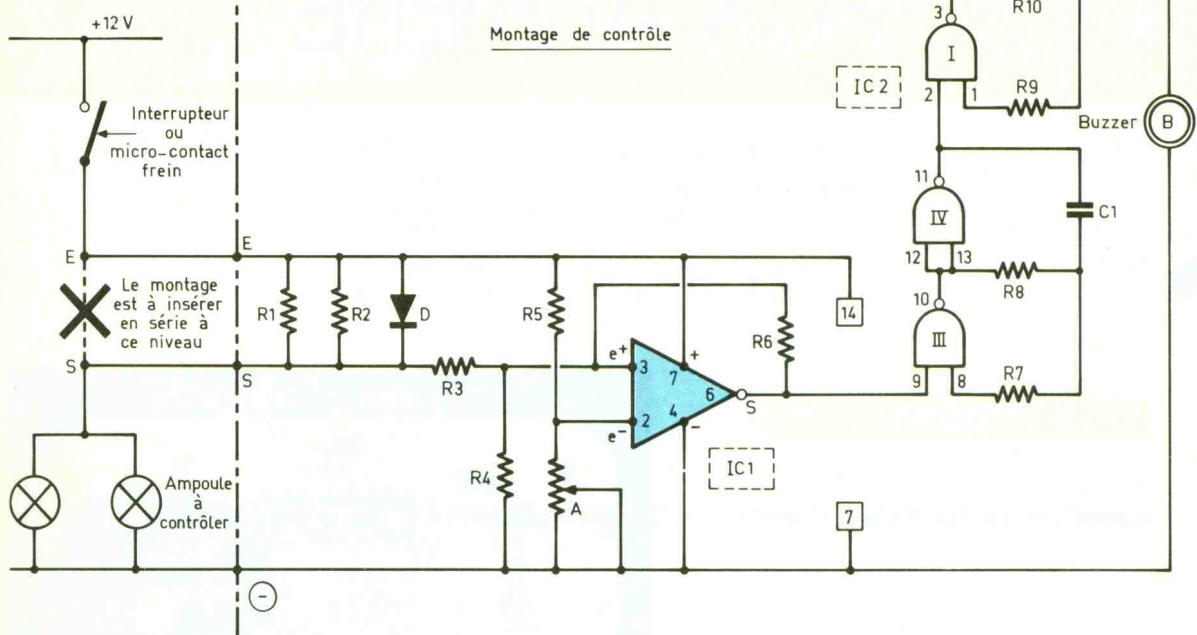 Montage de contrôle
+12 V
Interrupteur
ou
micro-contact
frein
E
E
Le montage
est à insérer
en série à
ce niveau
S
S
Ampoule
à
contrôler
-
R1
R2
D
R3
R4
R5
A
e+
3
e-
2
7
+
4
-
6
S
IC1
R6
14
7
3
R10
I
IC2
2
1
R9
Buzzer
B
11
IV
C1
12
13
R8
10
III
9
8
R7